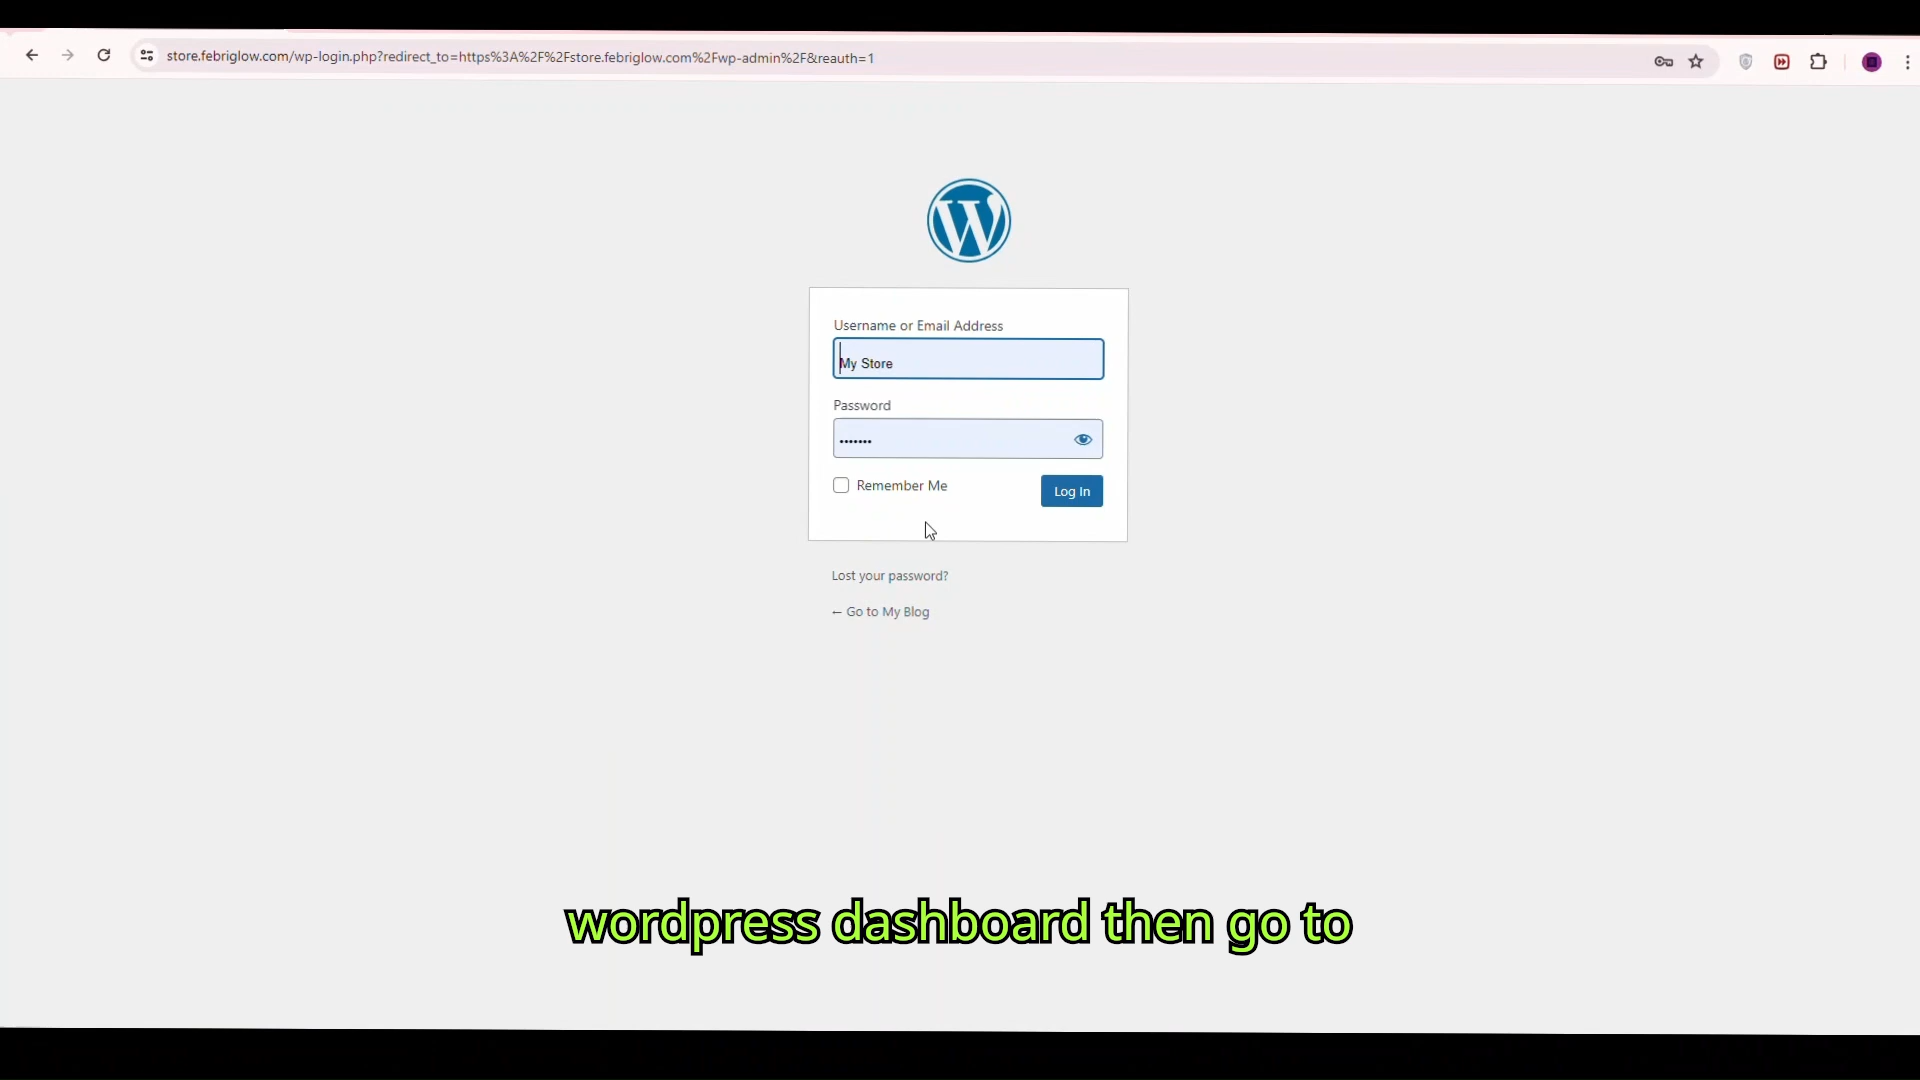 store.febriglow.com/wp-login.php?redirect_to=https%3A%2F%2Fstore.febriglow.com%2Fwp-admin%2F&reauth=1
Username or Email Address
My Store
Password
•••••••
Remember Me
Log In
Lost your password?
← Go to My Blog
wordpress dashboard then go to